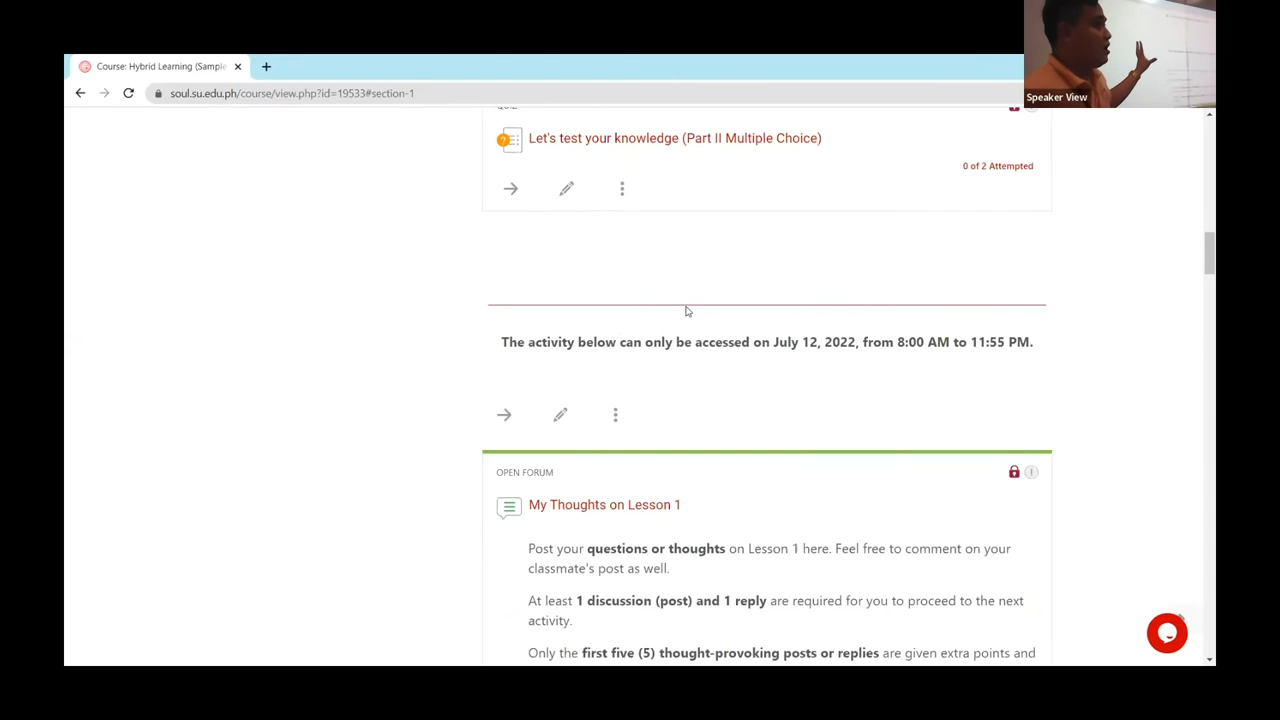 Course: Hybrid Learning (Sample
soul.su.edu.ph/course/view.php?id=19533#section-1
Speaker View
QUIZ
Let's test your knowledge (Part II Multiple Choice)
0 of 2 Attempted
The activity below can only be accessed on July 12, 2022, from 8:00 AM to 11:55 PM.
OPEN FORUM
My Thoughts on Lesson 1
Post your questions or thoughts on Lesson 1 here. Feel free to comment on your
classmate's post as well.
At least 1 discussion (post) and 1 reply are required for you to proceed to the next
activity.
Only the first five (5) thought-provoking posts or replies are given extra points and